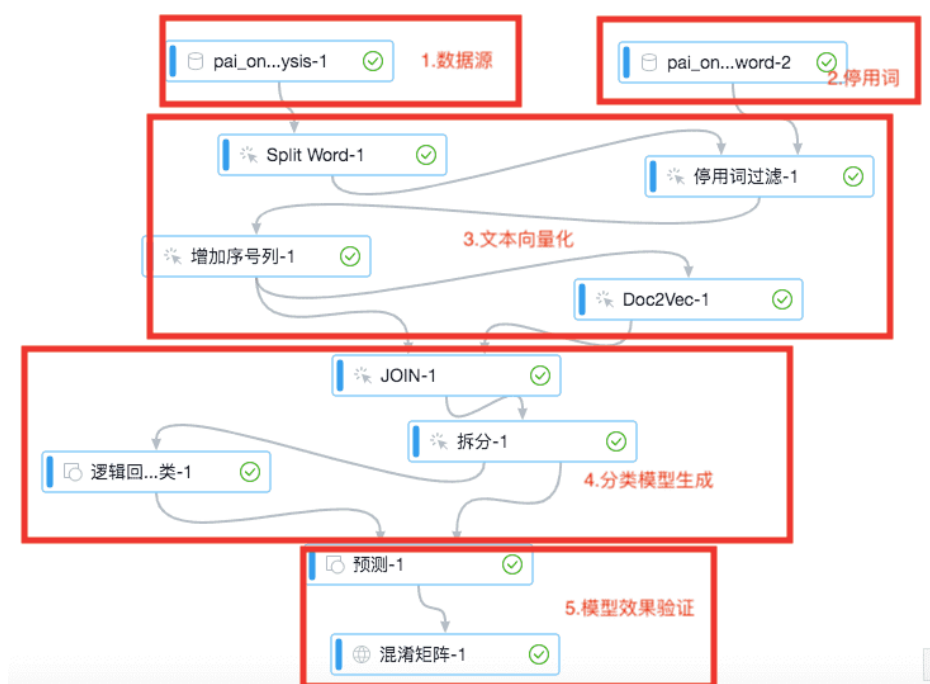 pai_on...ysis-1
1.数据源
pai_on...word-2
2.停用词
Split Word-1
停用词过滤-1
增加序号列-1
3.文本向量化
Doc2Vec-1
JOIN-1
拆分-1
逻辑回...类-1
4.分类模型生成
预测-1
5.模型效果验证
混淆矩阵-1